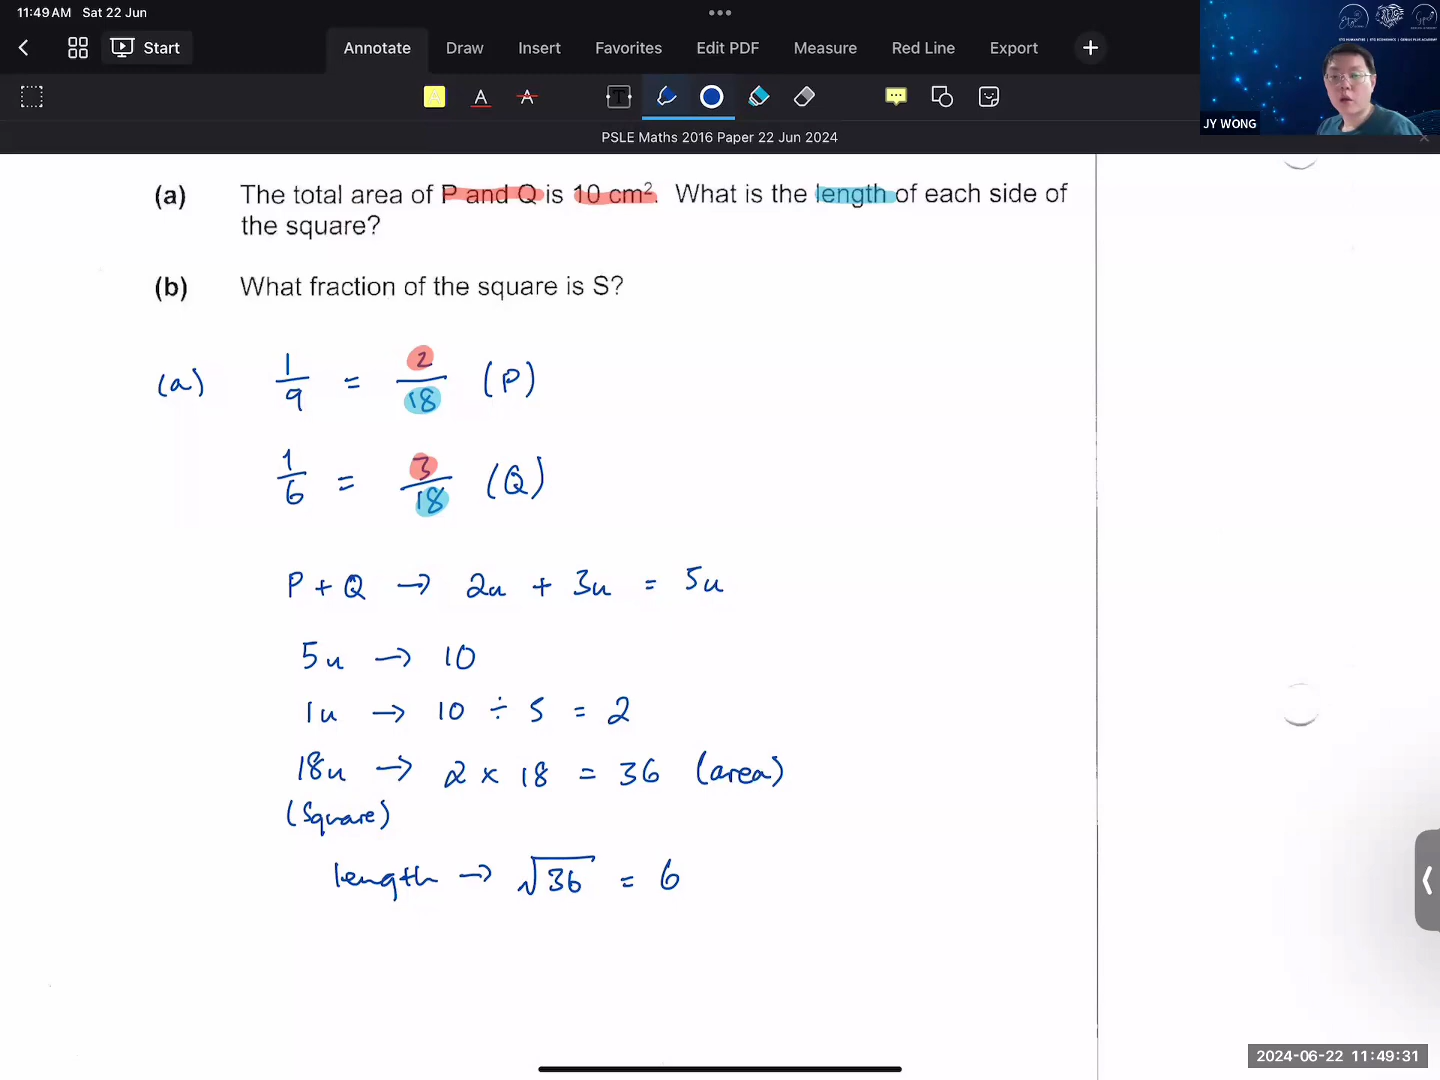 11:49 AM Sat 22 Jun
Start
Annotate Draw Insert Favorites Edit PDF Measure Red Line Export
PSLE Maths 2016 Paper 22 Jun 2024
JY WONG
(a) The total area of P and Q is 10 cm². What is the length of each side of
the square?
(b) What fraction of the square is S?
(a) 1/9 = 2/18 (P)
1/6 = 3/18 (Q)
P + Q → 2u + 3u = 5u
5u → 10
1u → 10 ÷ 5 = 2
18u → 2 × 18 = 36 (area)
(Square)
length → √36 = 6
2024-06-22 11:49:31